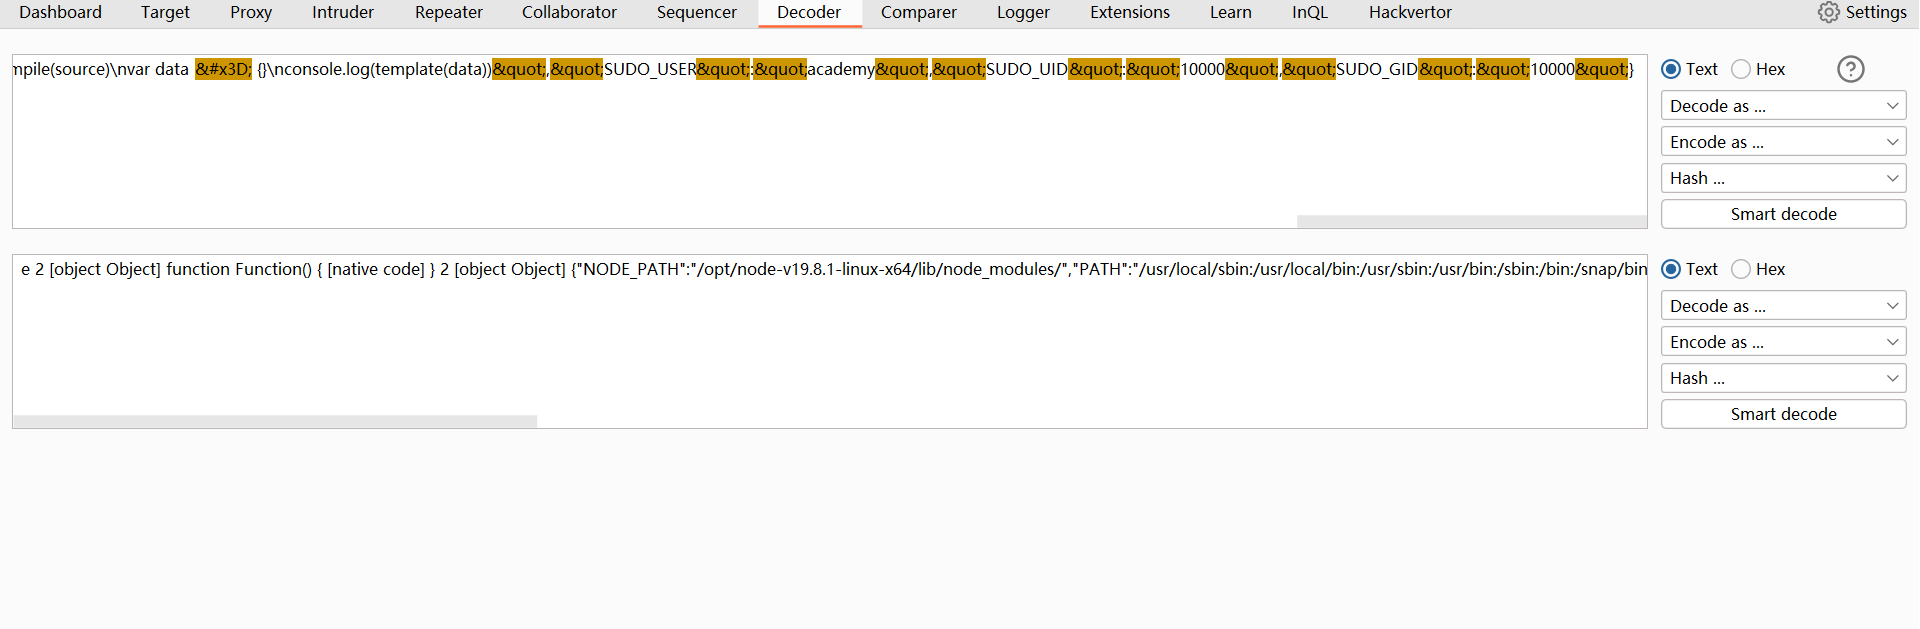 Dashboard Target Proxy Intruder Repeater Collaborator Sequencer Decoder Comparer Logger Extensions Learn InQL Hackvertor Settings
mpile(source)\nvar data &#x3D; {}\nconsole.log(template(data))&quot;,&quot;SUDO_USER&quot;:&quot;academy&quot;,&quot;SUDO_UID&quot;:&quot;10000&quot;,&quot;SUDO_GID&quot;:&quot;10000&quot;}
Text Hex ?
Decode as ...
Encode as ...
Hash ...
Smart decode
e 2 [object Object] function Function() { [native code] } 2 [object Object] {"NODE_PATH":"/opt/node-v19.8.1-linux-x64/lib/node_modules/","PATH":"/usr/local/sbin:/usr/local/bin:/usr/sbin:/usr/bin:/sbin:/bin:/snap/bin
Text Hex
Decode as ...
Encode as ...
Hash ...
Smart decode